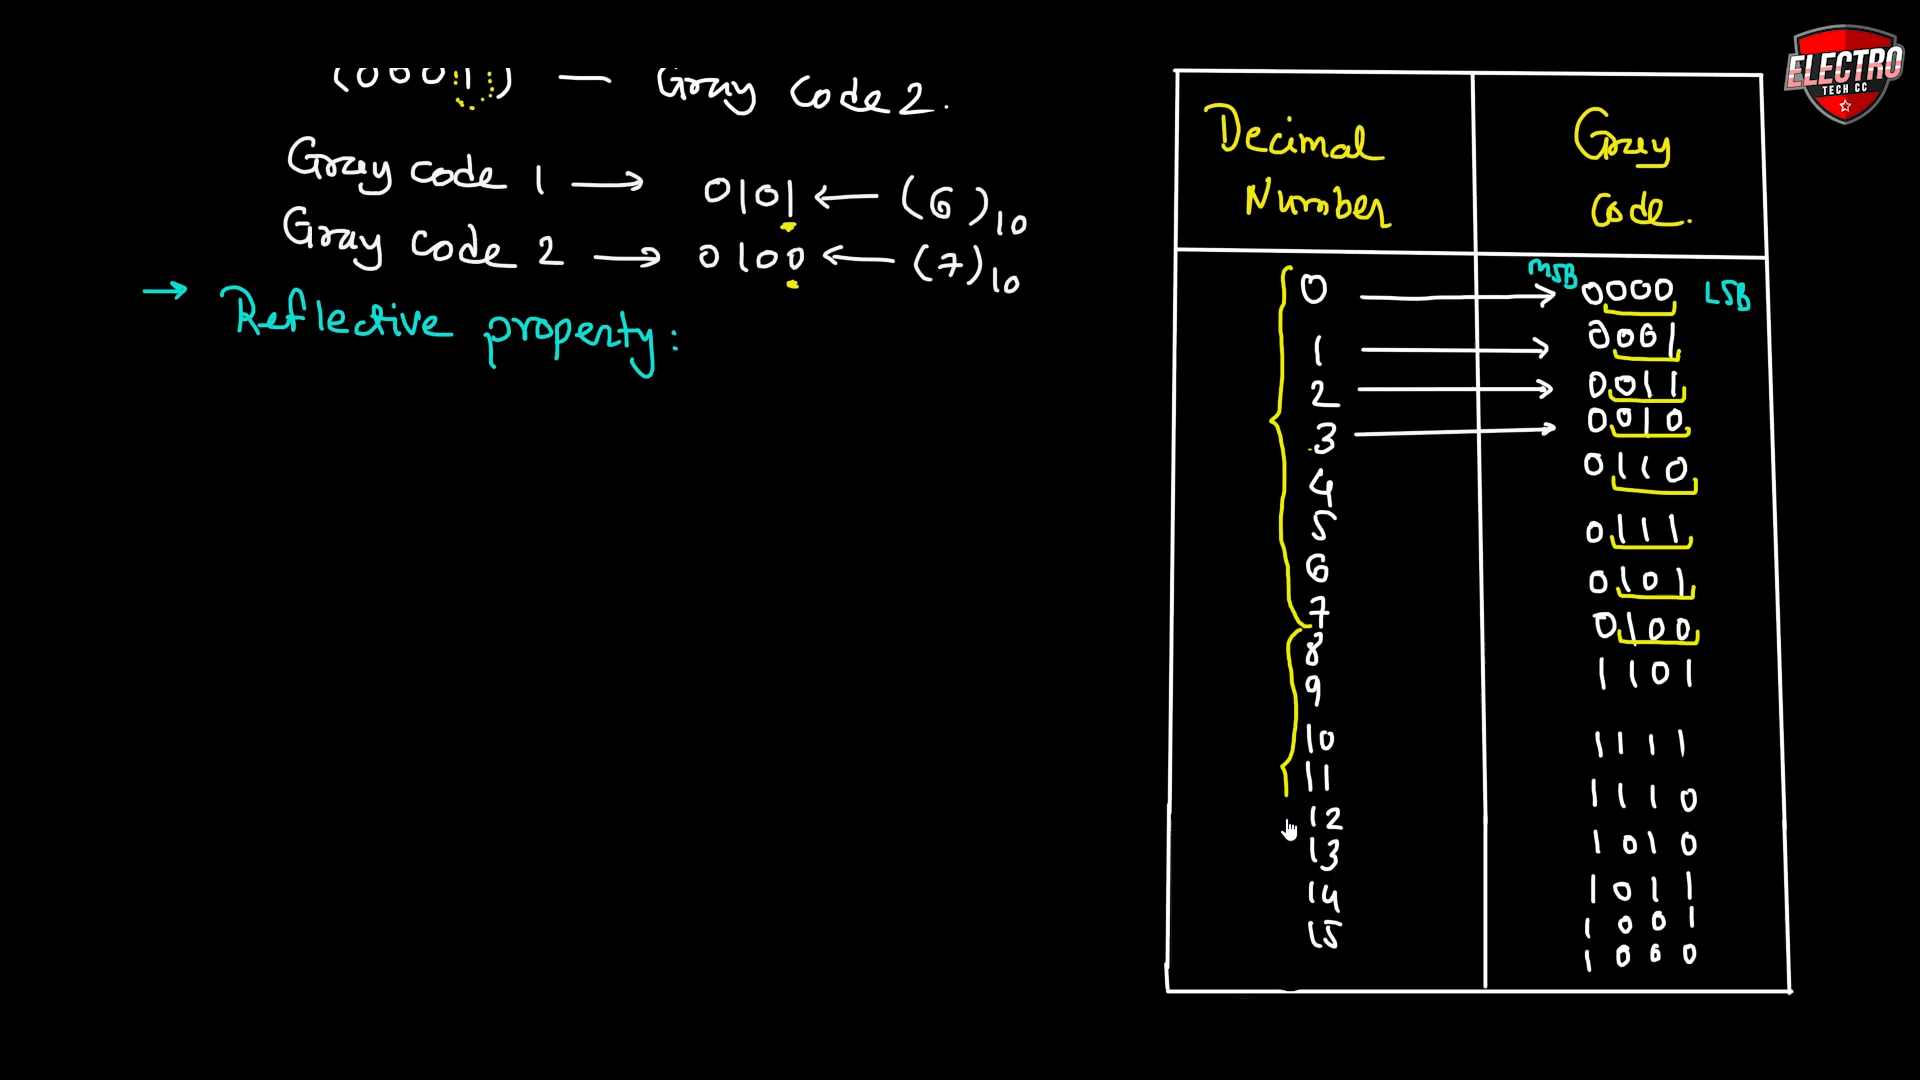 (0001) — Gray Code 2.
Gray code 1 → 0101 ← (6)10
Gray code 2 → 0100 ← (7)10
→ Reflective property:
ELECTRO
TECH CC
Decimal Number
Gray Code.
MSB LSB
0 → 0000
1 → 0001
2 → 0011
3 → 0010
4 0110
5 0111
6 0101
7 0100
8 1101
9
10 1111
11 1110
12 1010
13 1011
14 1001
15 1000